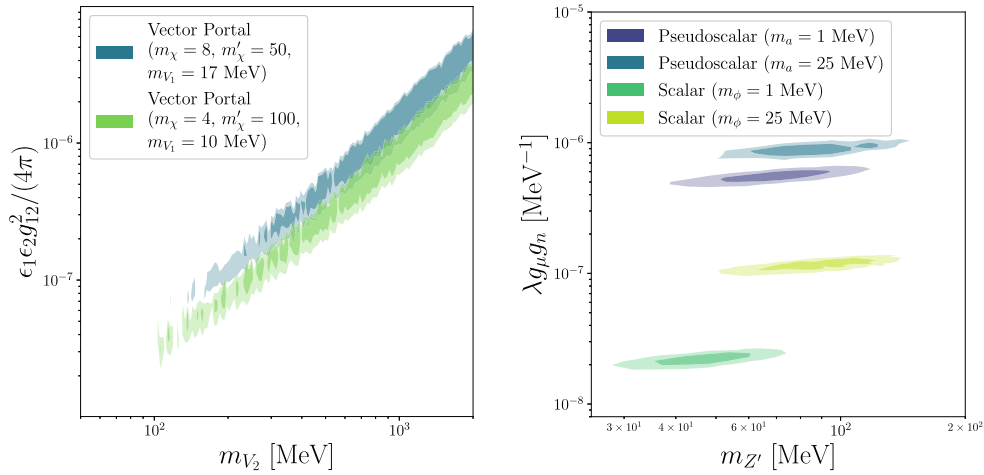 Vector Portal
(mχ = 8, m′χ = 50,
mV₁ = 17 MeV)
Vector Portal
(mχ = 4, m′χ = 100,
mV₁ = 10 MeV)
10⁻⁶
10⁻⁷
ϵ₁ϵ₂g₁₂²/(4π)
10²
10³
mV₂ [MeV]
Pseudoscalar (mₐ = 1 MeV)
Pseudoscalar (mₐ = 25 MeV)
Scalar (mϕ = 1 MeV)
Scalar (mϕ = 25 MeV)
10⁻⁵
10⁻⁶
10⁻⁷
10⁻⁸
λgμgn [MeV⁻¹]
3 × 10¹
6 × 10¹
10²
2 × 10²
mZ′ [MeV]